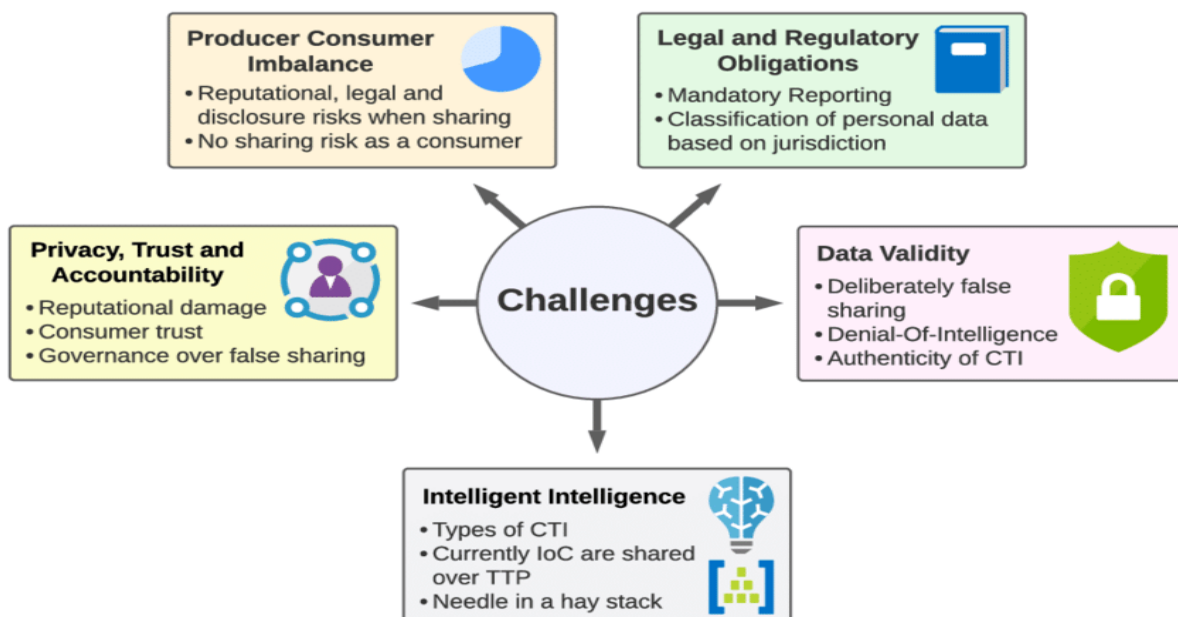 Producer Consumer
Imbalance
• Reputational, legal and
disclosure risks when sharing
• No sharing risk as a consumer
Legal and Regulatory
Obligations
• Mandatory Reporting
• Classification of personal data
based on jurisdiction
Privacy, Trust and
Accountability
• Reputational damage
• Consumer trust
• Governance over false sharing
Challenges
Data Validity
• Deliberately false
sharing
• Denial-Of-Intelligence
• Authenticity of CTI
Intelligent Intelligence
• Types of CTI
• Currently IoC are shared
over TTP
• Needle in a hay stack